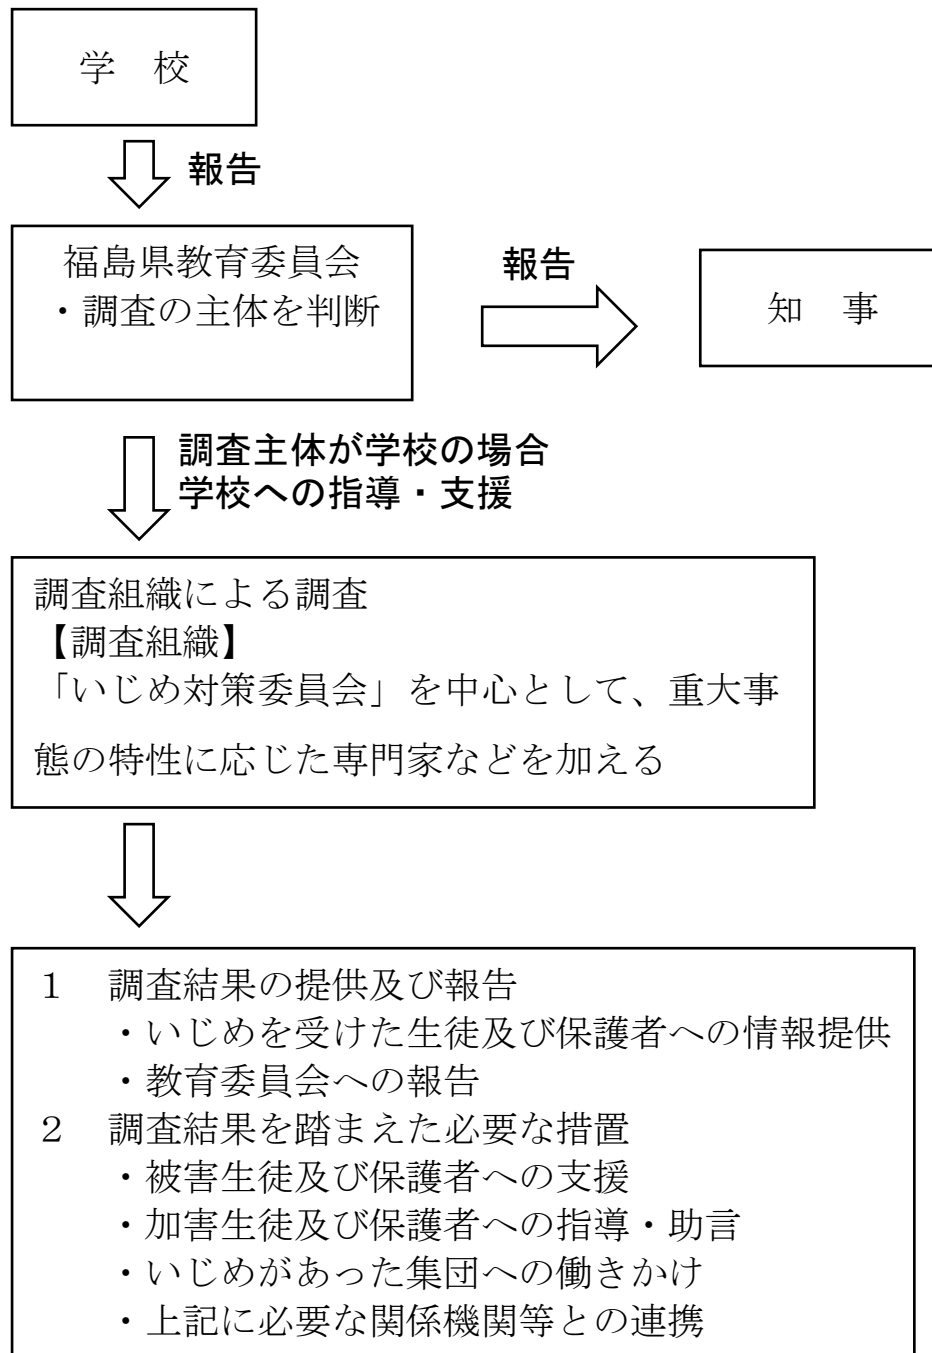 学　校
報告
福島県教育委員会
・調査の主体を判断
報告
知　事
調査主体が学校の場合
学校への指導・支援
調査組織による調査
【調査組織】
「いじめ対策委員会」を中心として、重大事
態の特性に応じた専門家などを加える
１　調査結果の提供及び報告
・いじめを受けた生徒及び保護者への情報提供
・教育委員会への報告
２　調査結果を踏まえた必要な措置
・被害生徒及び保護者への支援
・加害生徒及び保護者への指導・助言
・いじめがあった集団への働きかけ
・上記に必要な関係機関等との連携